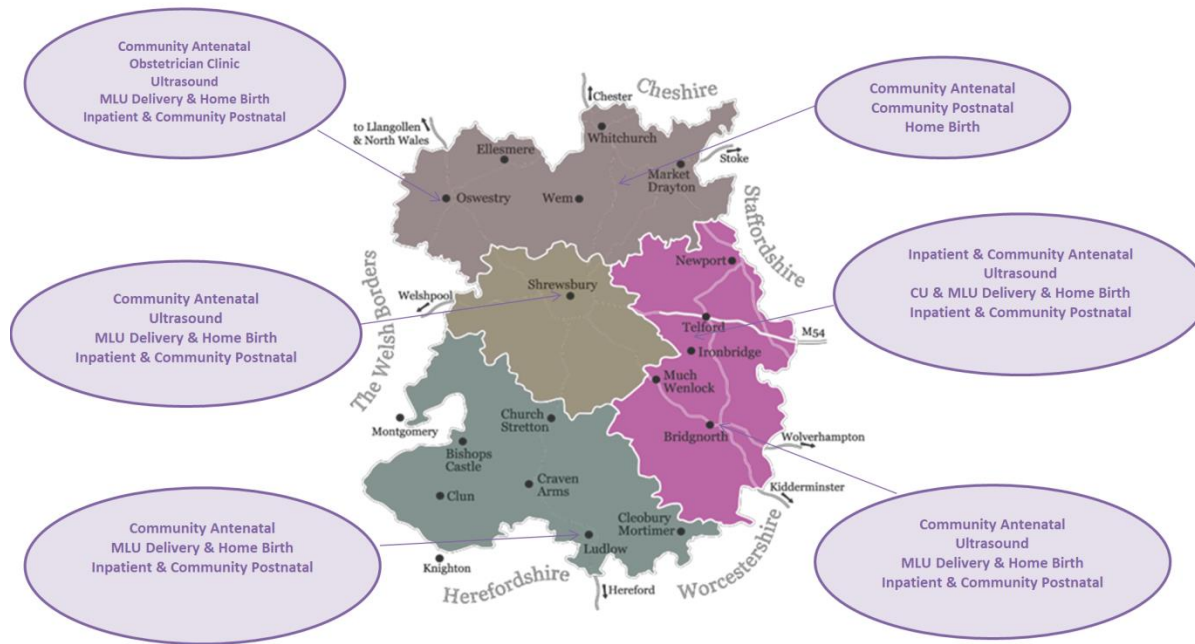 Community Antenatal
Obstetrician Clinic
Ultrasound
MLU Delivery & Home Birth
Inpatient & Community Postnatal
Community Antenatal
Community Postnatal
Home Birth
Chester
Cheshire
to Llangollen
& North Wales
Whitchurch
Ellesmere
Stoke
Market
Drayton
Oswestry
Wem
Staffordshire
Inpatient & Community Antenatal
Ultrasound
CU & MLU Delivery & Home Birth
Inpatient & Community Postnatal
Newport
Community Antenatal
Ultrasound
MLU Delivery & Home Birth
Inpatient & Community Postnatal
Welshpool
Shrewsbury
The Welsh Borders
Telford
M54
Ironbridge
Much
Wenlock
Montgomery
Church
Stretton
Bridgnorth
Wolverhampton
Bishops
Castle
Craven
Arms
Clun
Kidderminster
Community Antenatal
MLU Delivery & Home Birth
Inpatient & Community Postnatal
Cleobury
Mortimer
Ludlow
Knighton
Herefordshire
Hereford
Worcestershire
Community Antenatal
Ultrasound
MLU Delivery & Home Birth
Inpatient & Community Postnatal